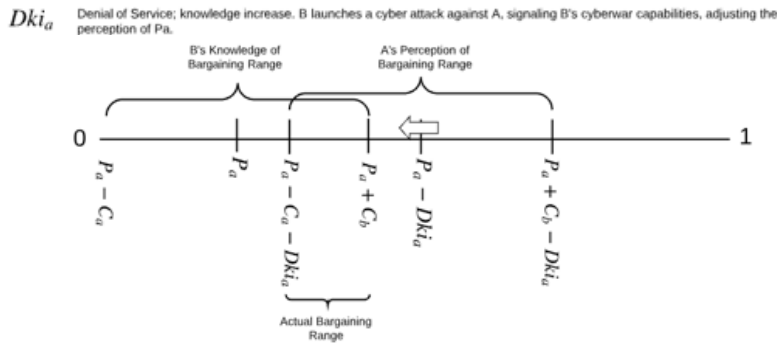 Dki_a Denial of Service; knowledge increase. B launches a cyber attack against A, signaling B's cyberwar capabilities, adjusting the
perception of Pa.
B's Knowledge of
Bargaining Range
A's Perception of
Bargaining Range
0
1
P_a − C_a
P_a
P_a − C_a − Dki_a
P_a + C_b
P_a − Dki_a
P_a + C_b − Dki_a
Actual Bargaining
Range